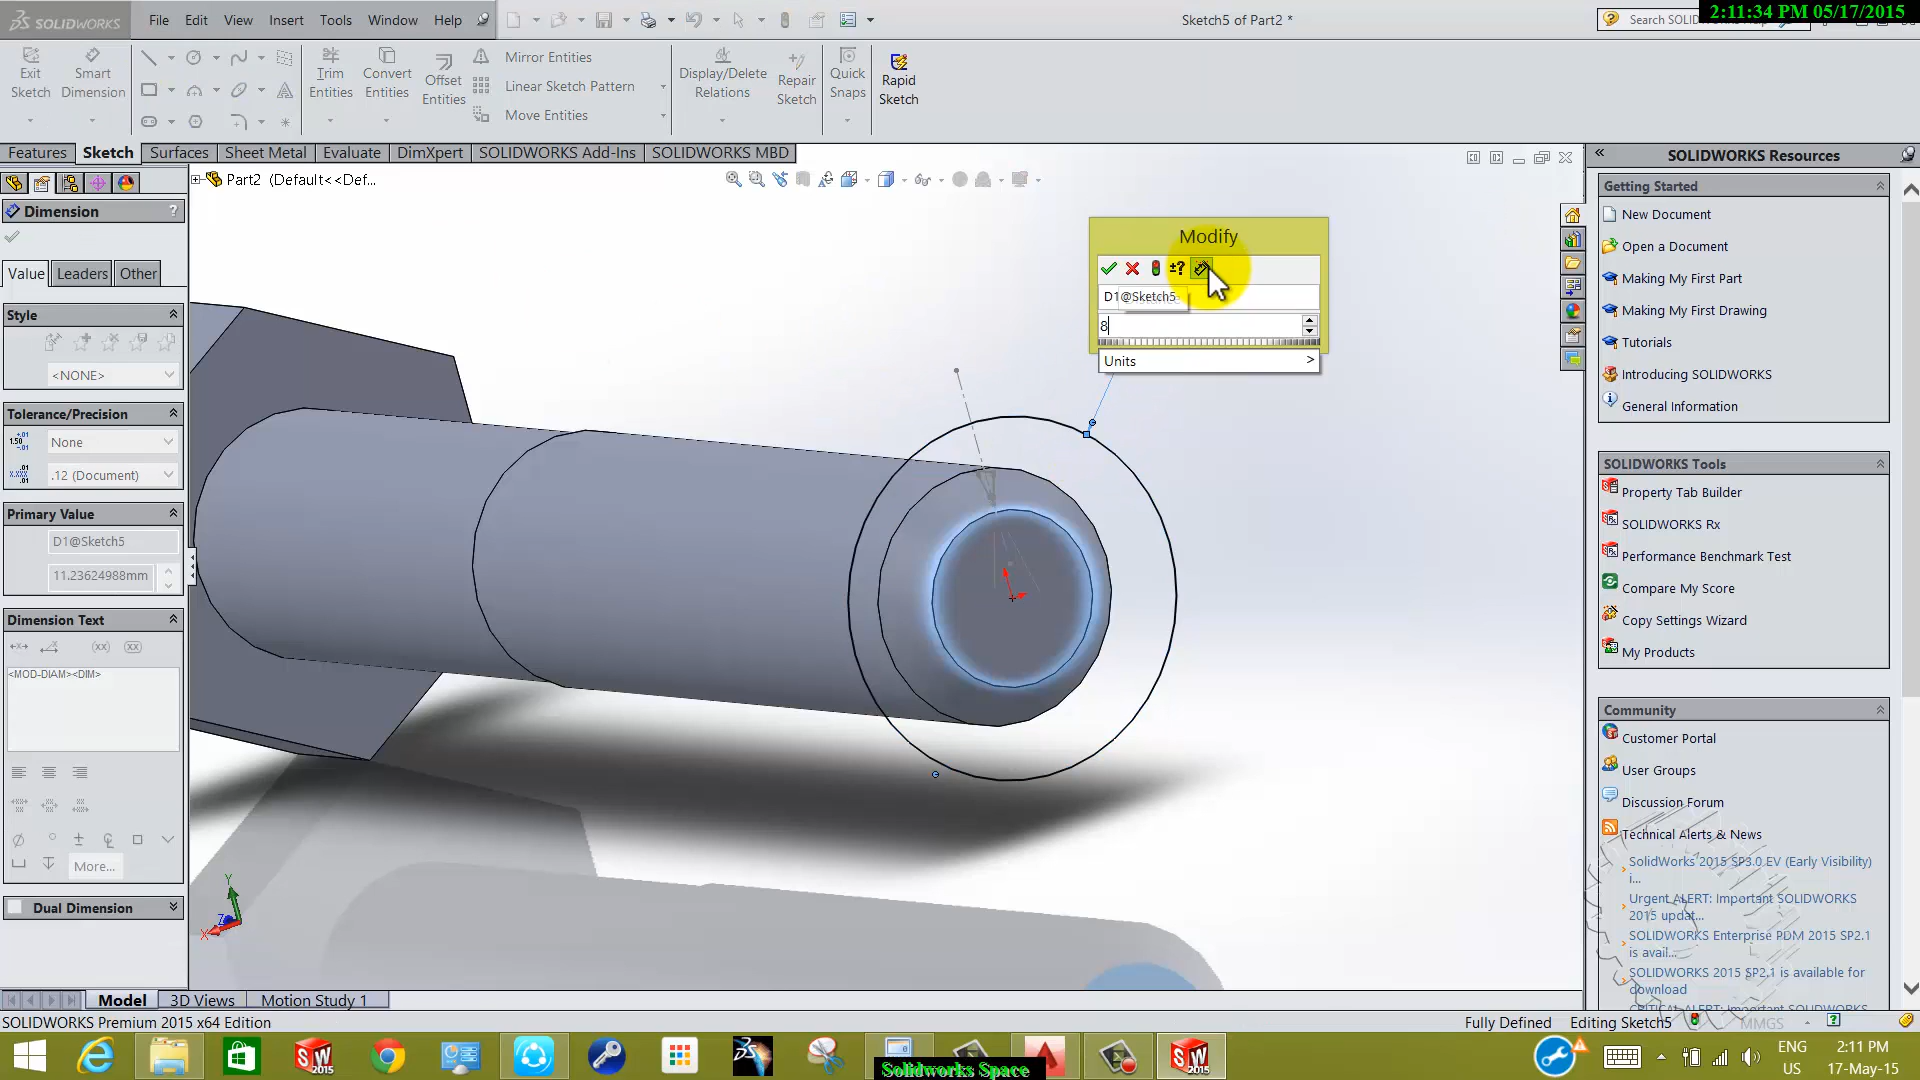 SOLIDWORKS
File
Edit
View
Insert
Tools
Window
Help
Sketch5 of Part2 *
2:11:34 PM 05/17/2015
Exit Sketch
Smart Dimension
Trim Entities
Convert Entities
Offset Entities
Mirror Entities
Linear Sketch Pattern
Move Entities
Display/Delete Relations
Repair Sketch
Quick Snaps
Rapid Sketch
Features
Sketch
Surfaces
Sheet Metal
Evaluate
DimXpert
SOLIDWORKS Add-Ins
SOLIDWORKS MBD
Part2 (Default<<Def...
Dimension
?
Value
Leaders
Other
Style
<NONE>
Tolerance/Precision
None
.12 (Document)
Primary Value
D1@Sketch5
11.23624988mm
Dimension Text
<MOD-DIAM><DIM>
More...
Dual Dimension
Modify
D1@Sketch5
8
Units >
Y
Z
X
SOLIDWORKS Resources
Getting Started
New Document
Open a Document
Making My First Part
Making My First Drawing
Tutorials
Introducing SOLIDWORKS
General Information
SOLIDWORKS Tools
Property Tab Builder
SOLIDWORKS Rx
Performance Benchmark Test
Compare My Score
Copy Settings Wizard
My Products
Community
Customer Portal
User Groups
Discussion Forum
Technical Alerts & News
SolidWorks 2015 SP3.0 EV (Early Visibility)
i...
Urgent ALERT: Important SOLIDWORKS
2015 updat...
SOLIDWORKS Enterprise PDM 2015 SP2.1
is avail...
SOLIDWORKS 2015 SP2.1 is available for
download
CRITICAL ALERT: Important SOLIDWORKS
Model
3D Views
Motion Study 1
SOLIDWORKS Premium 2015 x64 Edition
Fully Defined
Editing Sketch5
MMGS
Solidworks Space
ENG
US
2:11 PM
17-May-15